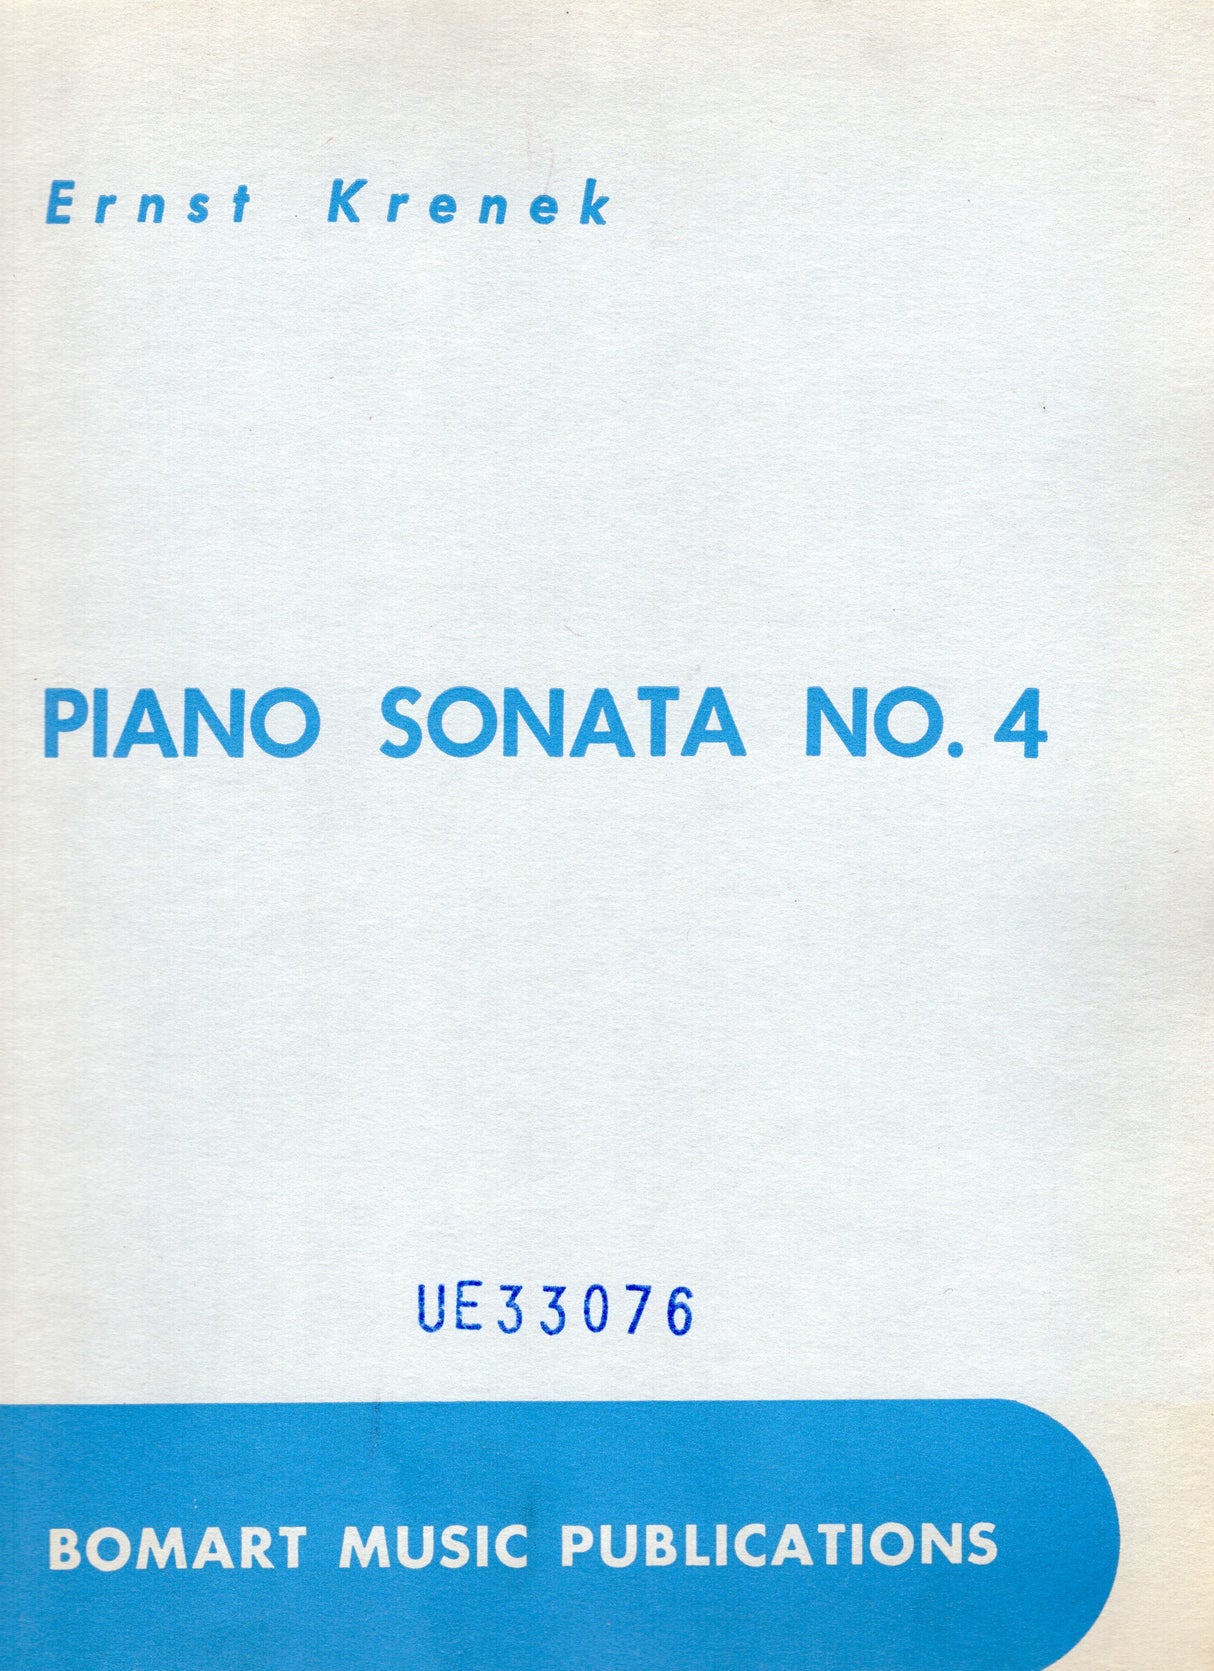 Ernst Krenek
PIANO SONATA NO. 4
UE33076
BOMART MUSIC PUBLICATIONS